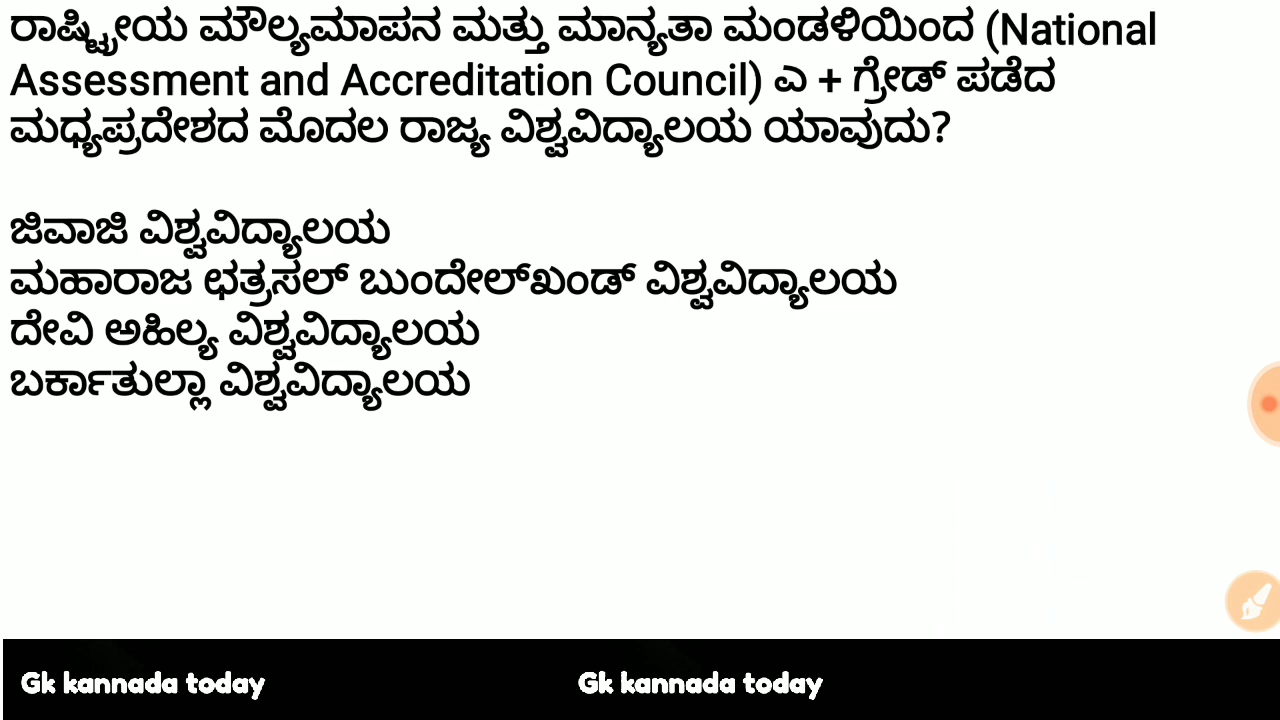 ರಾಷ್ಟ್ರೀಯ ಮೌಲ್ಯಮಾಪನ ಮತ್ತು ಮಾನ್ಯತಾ ಮಂಡಳಿಯಿಂದ (National
Assessment and Accreditation Council) ಎ + ಗ್ರೇಡ್ ಪಡೆದ
ಮಧ್ಯಪ್ರದೇಶದ ಮೊದಲ ರಾಜ್ಯ ವಿಶ್ವವಿದ್ಯಾಲಯ ಯಾವುದು?
ಜಿವಾಜಿ ವಿಶ್ವವಿದ್ಯಾಲಯ
ಮಹಾರಾಜ ಛತ್ರಸಲ್ ಬುಂದೇಲ್‌ಖಂಡ್ ವಿಶ್ವವಿದ್ಯಾಲಯ
ದೇವಿ ಅಹಿಲ್ಯ ವಿಶ್ವವಿದ್ಯಾಲಯ
ಬರ್ಕಾತುಲ್ಲಾ ವಿಶ್ವವಿದ್ಯಾಲಯ
Gk kannada today Gk kannada today